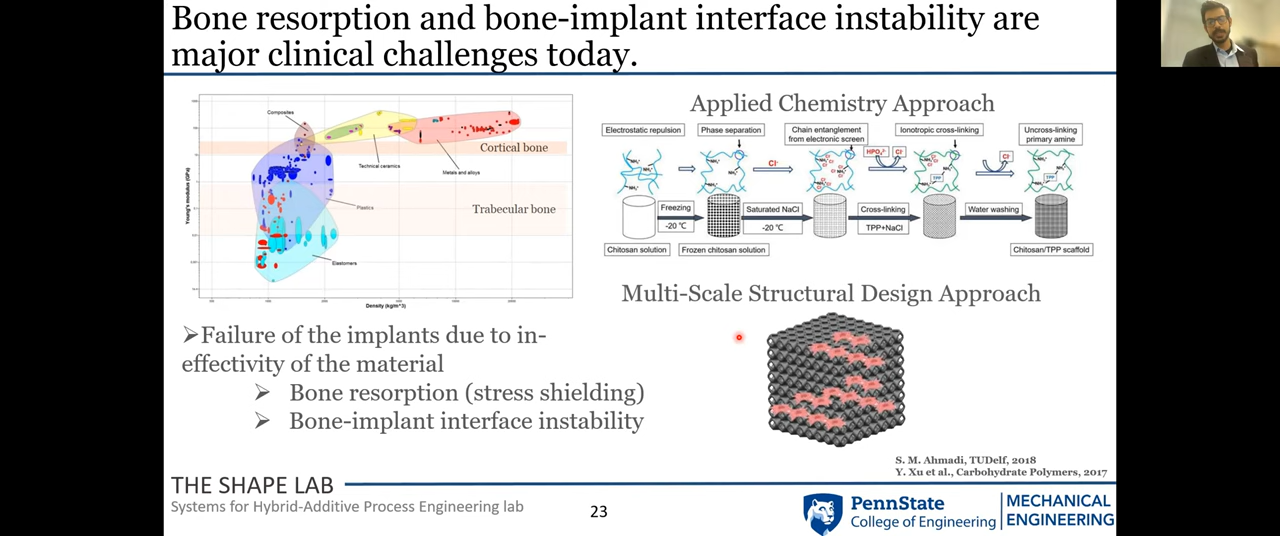 Bone resorption and bone-implant interface instability are
major clinical challenges today.
Composites
Technical ceramics
Metals and alloys
Plastics
Elastomers
Cortical bone
Trabecular bone
Young's modulus (GPa)
Density (kg/m^3)
Applied Chemistry Approach
Electrostatic repulsion
Phase separation
Chain entanglement
from electronic screen
Ionotropic cross-linking
Uncross-linking
primary amine
Freezing
-20 ℃
Saturated NaCl
-20 ℃
Cross-linking
TPP+NaCl
Water washing
Chitosan solution
Frozen chitosan solution
Chitosan/TPP scaffold
Multi-Scale Structural Design Approach
➢Failure of the implants due to in-
effectivity of the material
➢ Bone resorption (stress shielding)
➢ Bone-implant interface instability
S. M. Ahmadi, TUDelf, 2018
Y. Xu et al., Carbohydrate Polymers, 2017
THE SHAPE LAB
Systems for Hybrid-Additive Process Engineering lab
23
PennState
College of Engineering
MECHANICAL
ENGINEERING